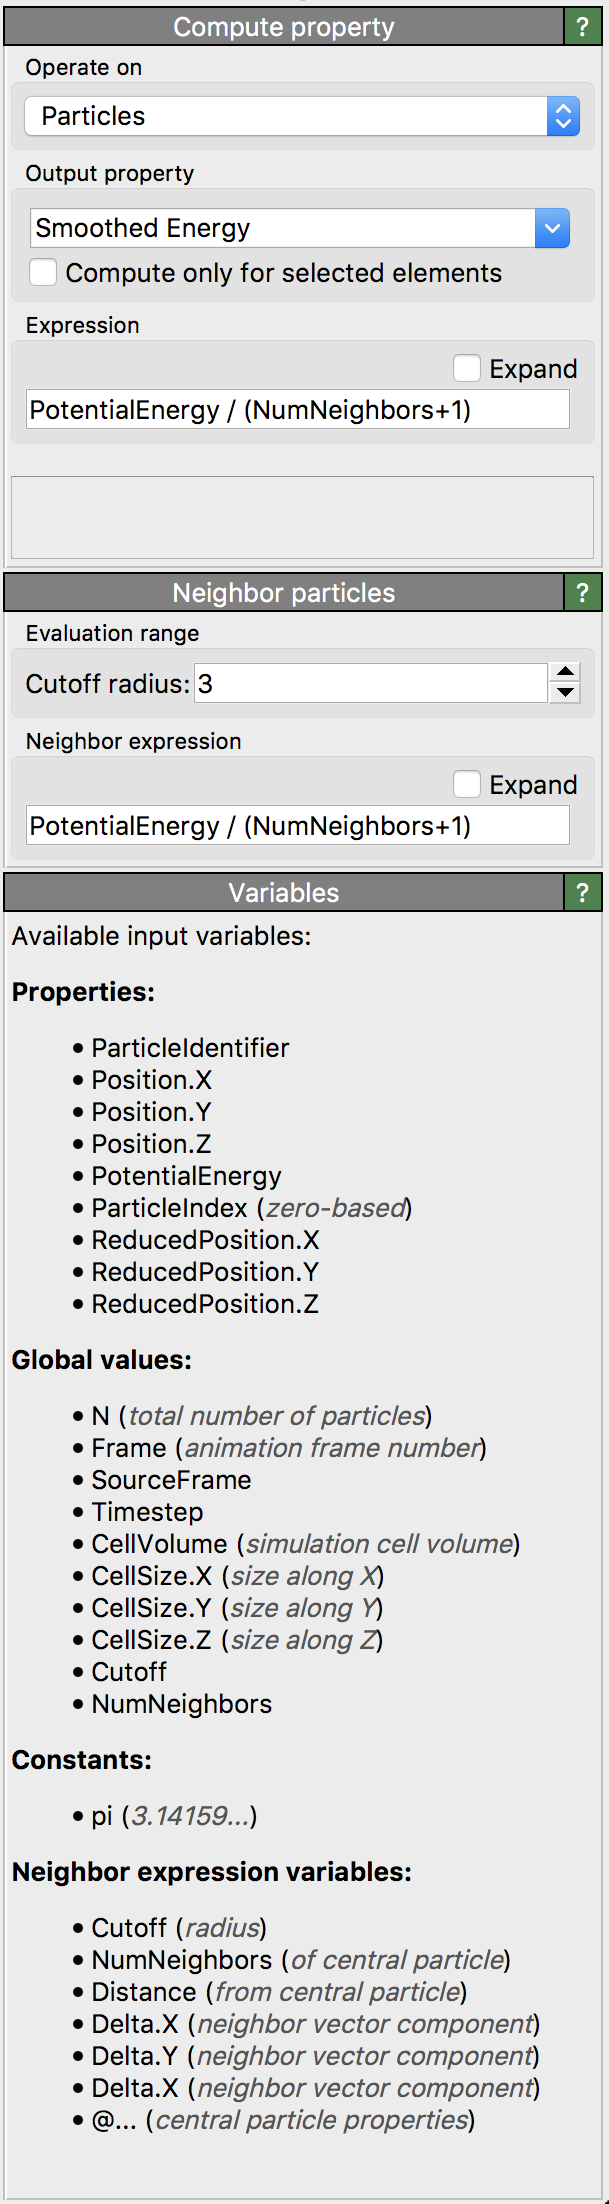 Compute property ?
Operate on
Particles
Output property
Smoothed Energy
Compute only for selected elements
Expression
Expand
PotentialEnergy / (NumNeighbors+1)
Neighbor particles ?
Evaluation range
Cutoff radius: 3
Neighbor expression
Expand
PotentialEnergy / (NumNeighbors+1)
Variables ?
Available input variables:
Properties:
• ParticleIdentifier
• Position.X
• Position.Y
• Position.Z
• PotentialEnergy
• ParticleIndex (zero-based)
• ReducedPosition.X
• ReducedPosition.Y
• ReducedPosition.Z
Global values:
• N (total number of particles)
• Frame (animation frame number)
• SourceFrame
• Timestep
• CellVolume (simulation cell volume)
• CellSize.X (size along X)
• CellSize.Y (size along Y)
• CellSize.Z (size along Z)
• Cutoff
• NumNeighbors
Constants:
• pi (3.14159...)
Neighbor expression variables:
• Cutoff (radius)
• NumNeighbors (of central particle)
• Distance (from central particle)
• Delta.X (neighbor vector component)
• Delta.Y (neighbor vector component)
• Delta.X (neighbor vector component)
• @... (central particle properties)